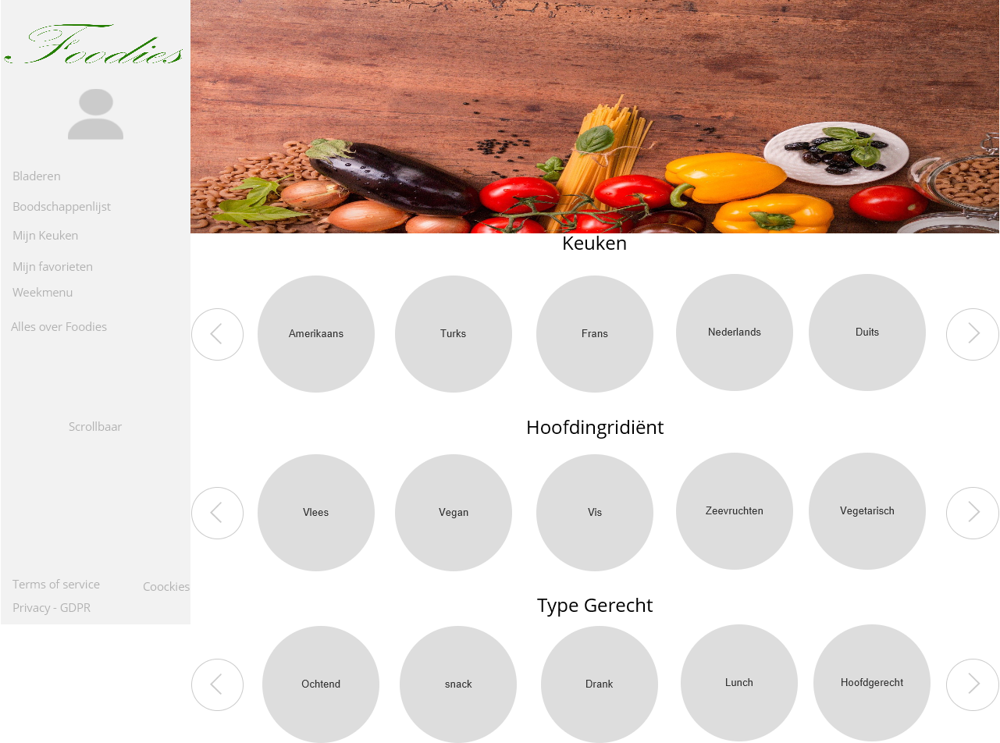 Foodies
Bladeren
Boodschappenlijst
Mijn Keuken
Mijn favorieten
Weekmenu
Alles over Foodies
Scrollbaar
Terms of service
Coockies
Privacy - GDPR
Keuken
Amerikaans
Turks
Frans
Nederlands
Duits
Hoofdingridiënt
Vlees
Vegan
Vis
Zeevruchten
Vegetarisch
Type Gerecht
Ochtend
snack
Drank
Lunch
Hoofdgerecht